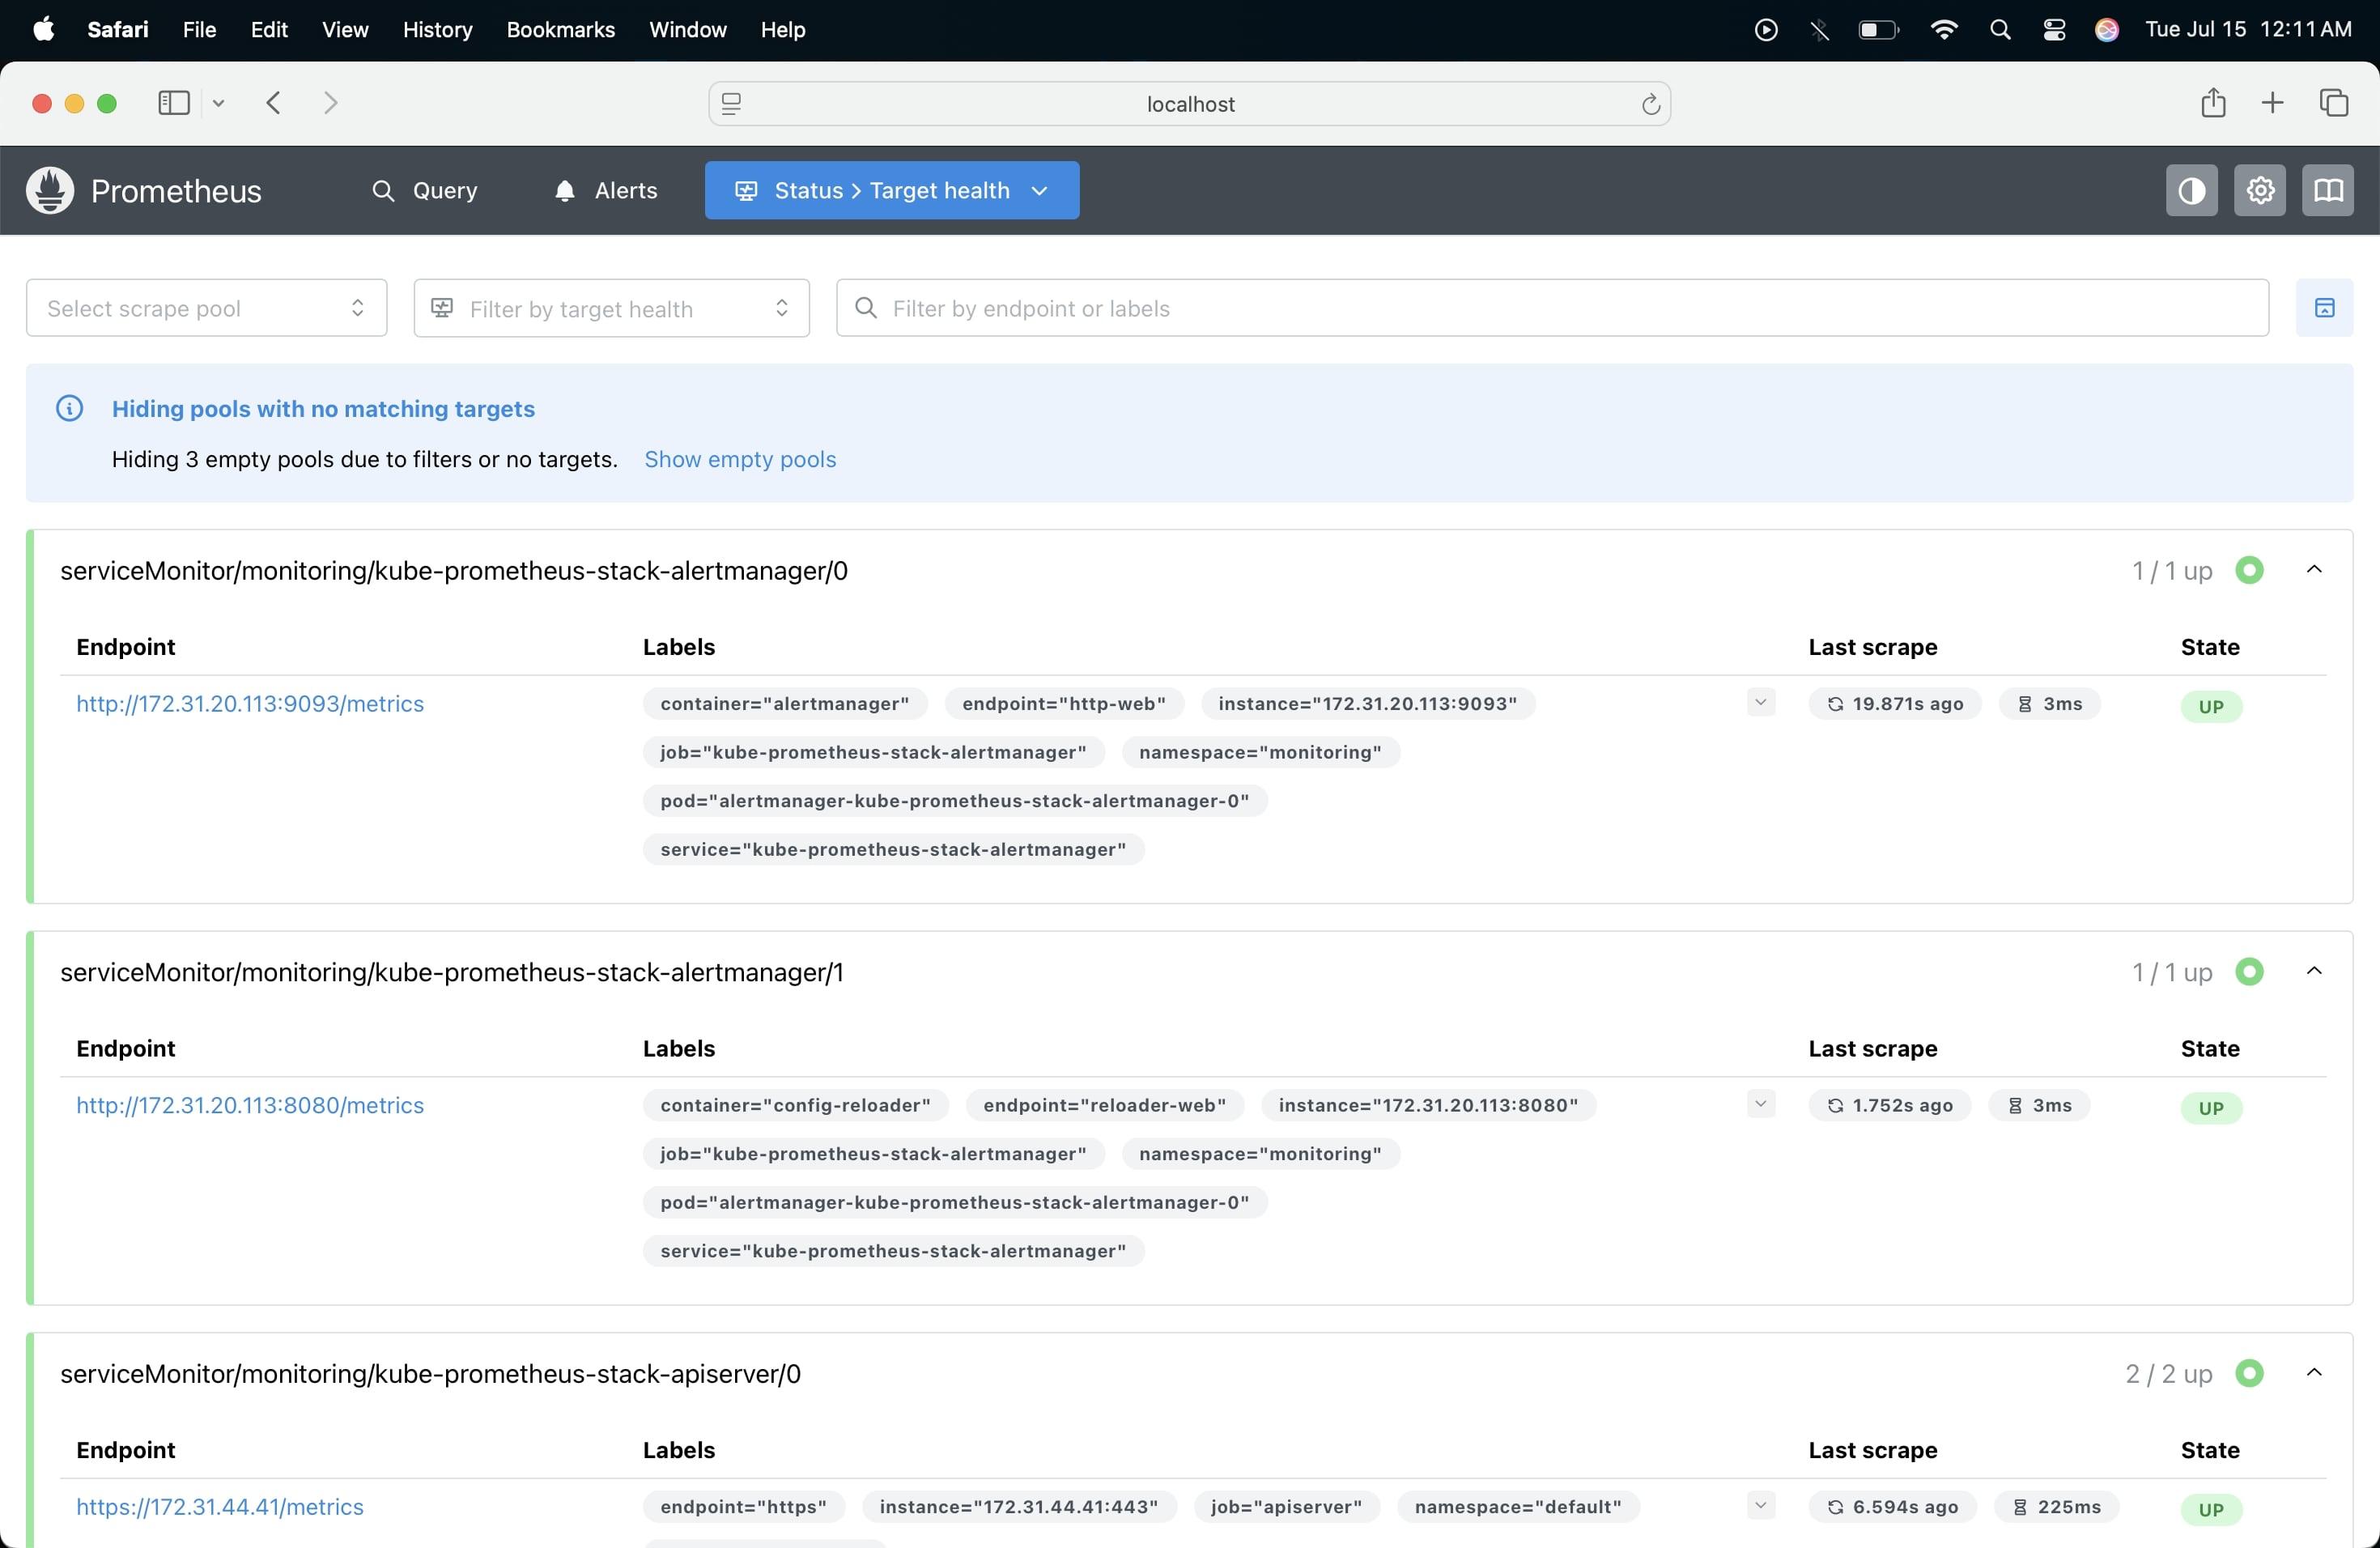 Safari File Edit View History Bookmarks Window Help Tue Jul 15 12:11 AM
localhost
Prometheus Query Alerts Status > Target health
Select scrape pool Filter by target health Filter by endpoint or labels
Hiding pools with no matching targets
Hiding 3 empty pools due to filters or no targets. Show empty pools
serviceMonitor/monitoring/kube-prometheus-stack-alertmanager/0 1 / 1 up
Endpoint Labels Last scrape State
http://172.31.20.113:9093/metrics container="alertmanager" endpoint="http-web" instance="172.31.20.113:9093" 19.871s ago 3ms UP
job="kube-prometheus-stack-alertmanager" namespace="monitoring"
pod="alertmanager-kube-prometheus-stack-alertmanager-0"
service="kube-prometheus-stack-alertmanager"
serviceMonitor/monitoring/kube-prometheus-stack-alertmanager/1 1 / 1 up
Endpoint Labels Last scrape State
http://172.31.20.113:8080/metrics container="config-reloader" endpoint="reloader-web" instance="172.31.20.113:8080" 1.752s ago 3ms UP
job="kube-prometheus-stack-alertmanager" namespace="monitoring"
pod="alertmanager-kube-prometheus-stack-alertmanager-0"
service="kube-prometheus-stack-alertmanager"
serviceMonitor/monitoring/kube-prometheus-stack-apiserver/0 2 / 2 up
Endpoint Labels Last scrape State
https://172.31.44.41/metrics endpoint="https" instance="172.31.44.41:443" job="apiserver" namespace="default" 6.594s ago 225ms UP